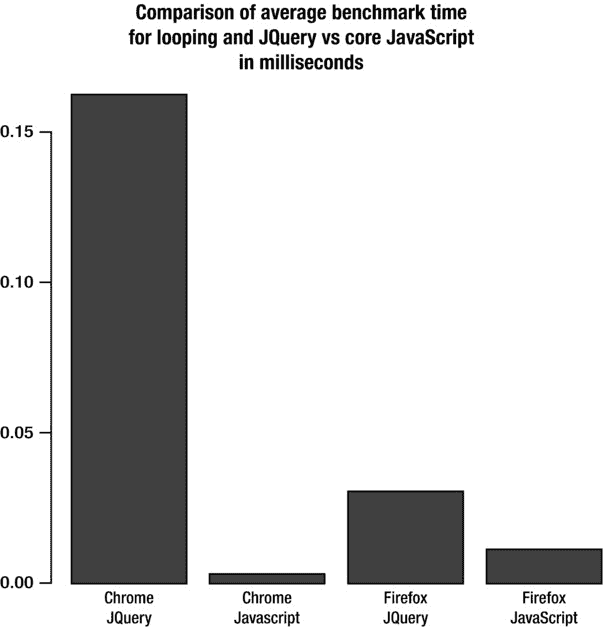 Comparison of average benchmark time
for looping and JQuery vs core JavaScript
in milliseconds
0.15
0.10
0.05
0.00
Chrome
JQuery
Chrome
Javascript
Firefox
JQuery
Firefox
JavaScript